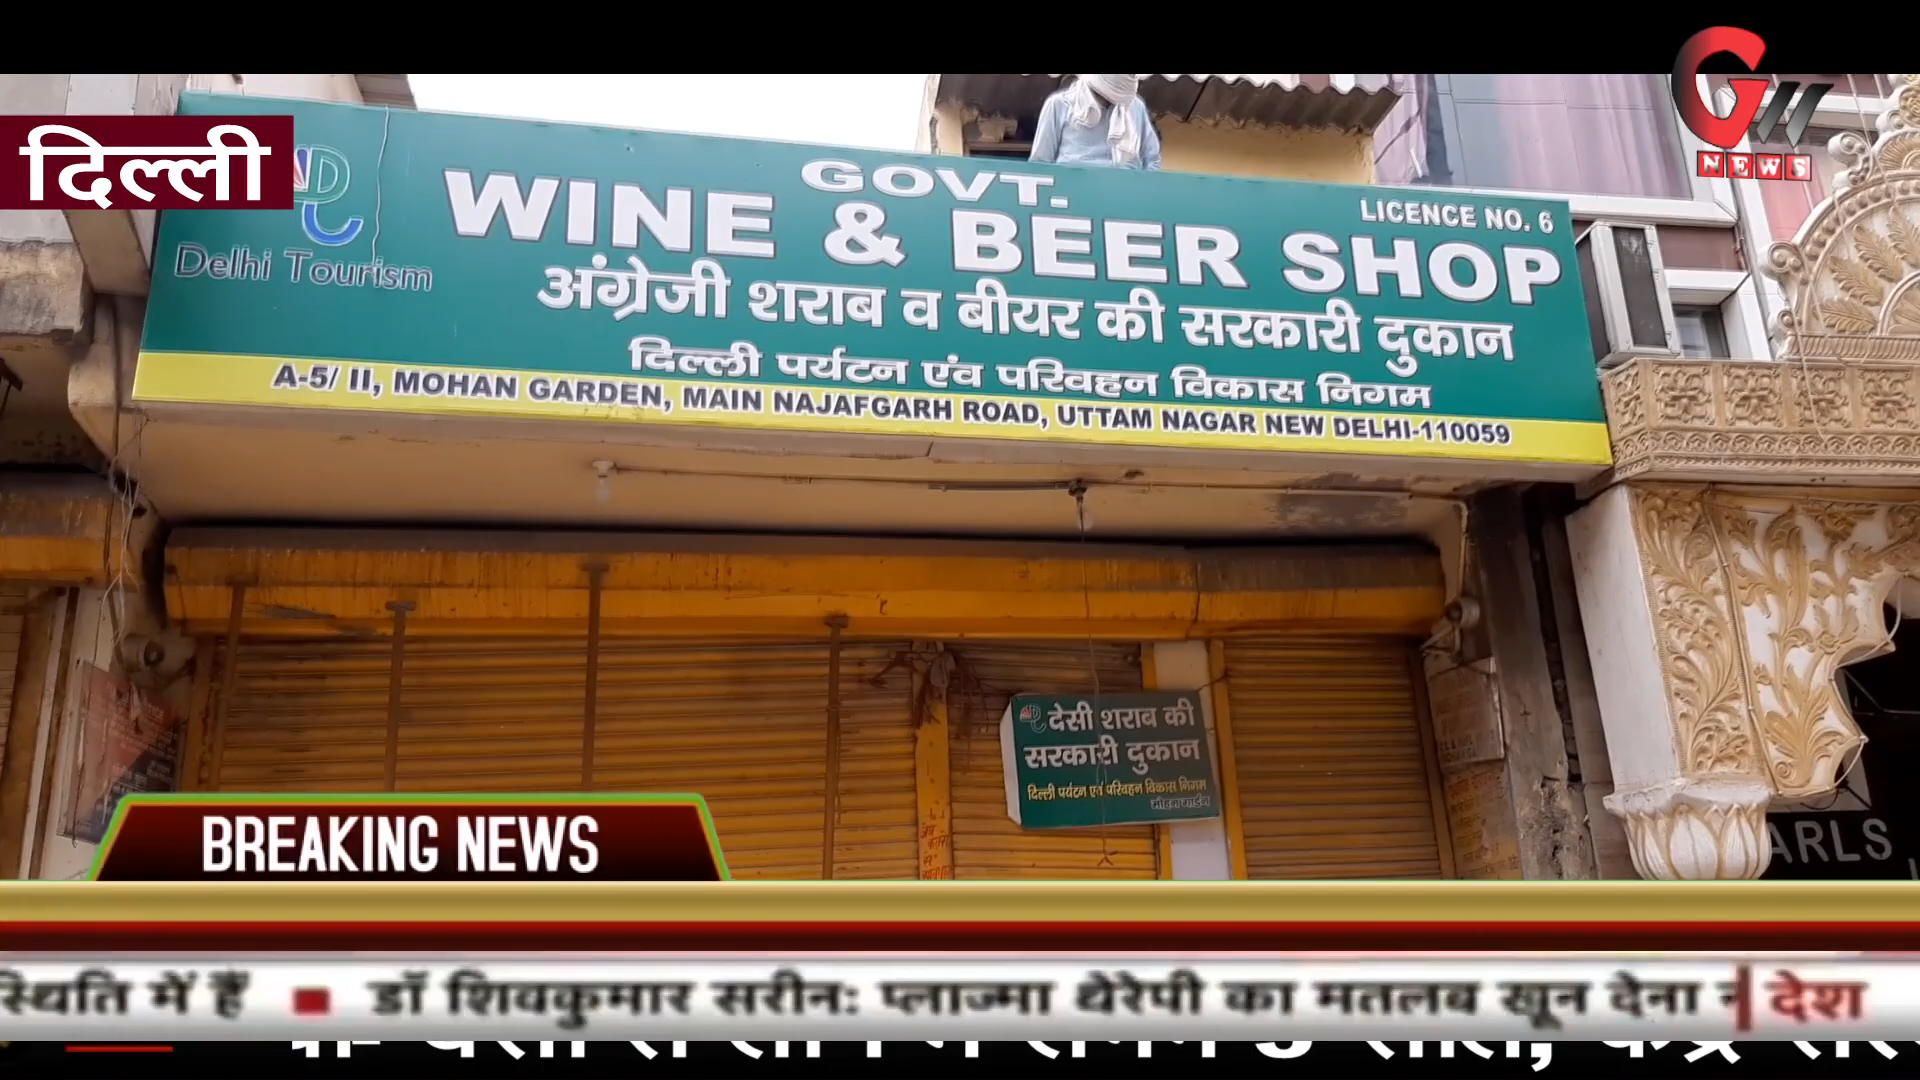 दिल्ली
G
NEWS
Delhi Tourism
GOVT.
LICENCE NO. 6
WINE & BEER SHOP
अंग्रेजी शराब व बीयर की सरकारी दुकान
दिल्ली पर्यटन एंव परिवहन विकास निगम
A-5/ II, MOHAN GARDEN, MAIN NAJAFGARH ROAD, UTTAM NAGAR NEW DELHI-110059
देसी शराब की
सरकारी दुकान
दिल्ली पर्यटन एवं परिवहन विकास निगम
मोहन गार्डन
ARLS
BREAKING NEWS
स्थिति में हैं ■ डॉ शिवकुमार सरीन: प्लाज्मा थेरेपी का मतलब खून देना
देश